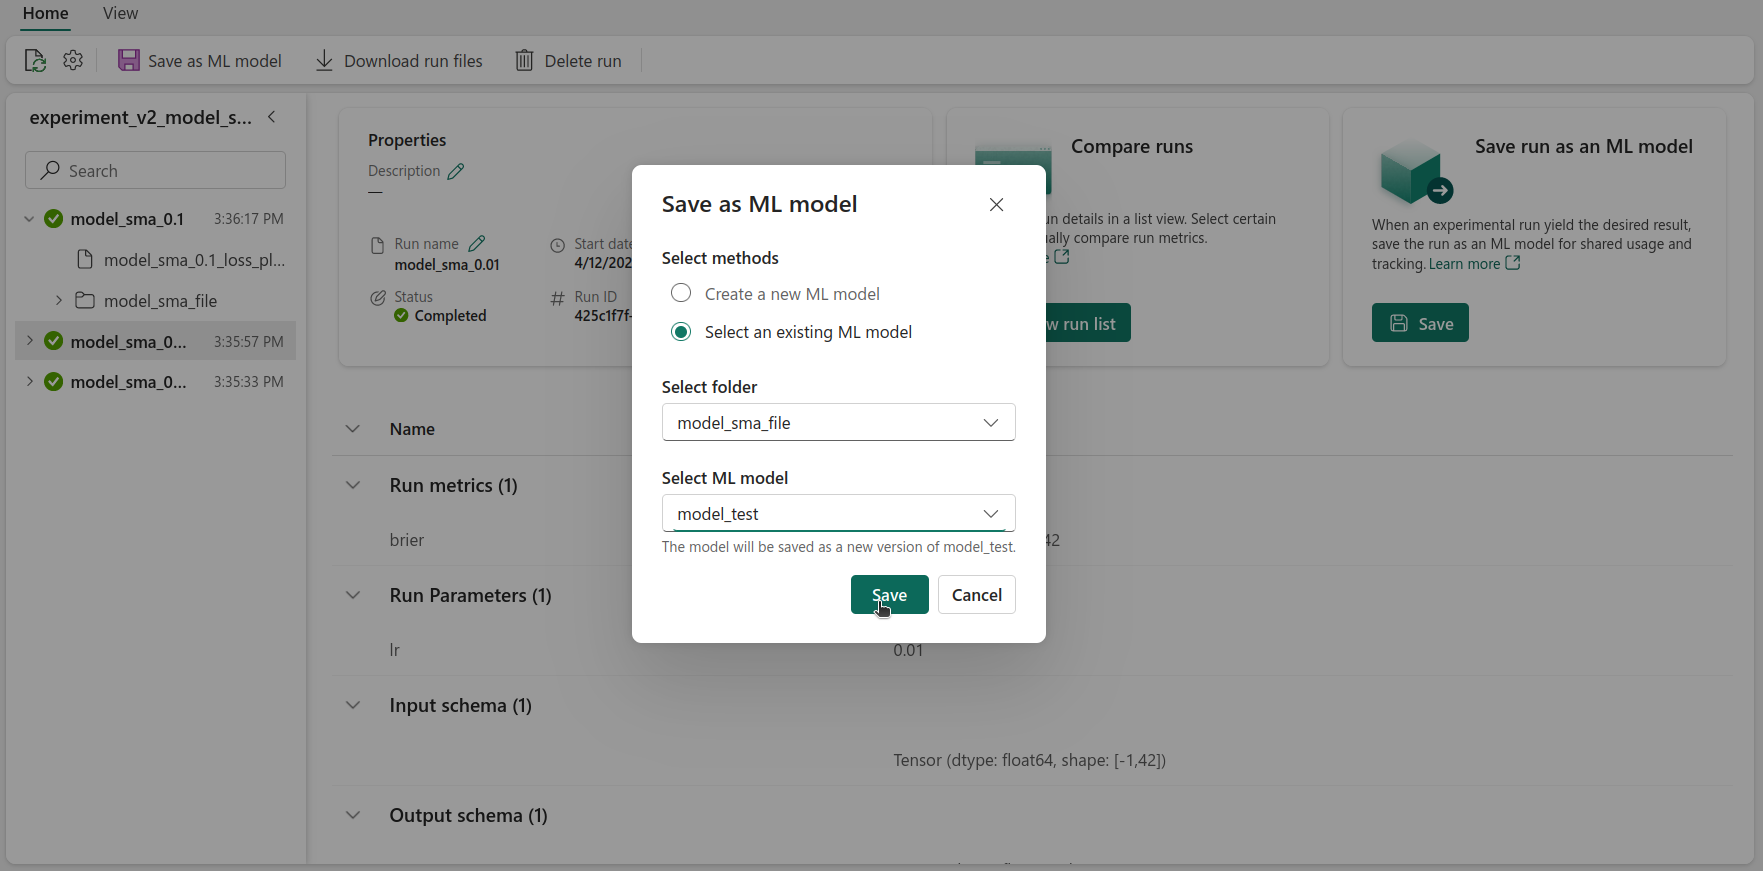 Home View
Save as ML model Download run files Delete run
experiment_v2_model_s...
Search
model_sma_0.1 3:36:17 PM
model_sma_0.1_loss_pl...
model_sma_file
model_sma_0... 3:35:57 PM
model_sma_0... 3:35:33 PM
Properties
Description
—
Run name
model_sma_0.01
Start date
4/12/202
Status
Completed
Run ID
425c1f7f-
Compare runs
run details in a list view. Select certain
compare run metrics.
run list
Save run as an ML model
When an experimental run yield the desired result,
save the run as an ML model for shared usage and
tracking. Learn more
Save
Save as ML model
Select methods
Create a new ML model
Select an existing ML model
Select folder
model_sma_file
Select ML model
model_test
The model will be saved as a new version of model_test.
Save Cancel
Name
Run metrics (1)
brier 42
Run Parameters (1)
lr 0.01
Input schema (1)
Tensor (dtype: float64, shape: [-1,42])
Output schema (1)